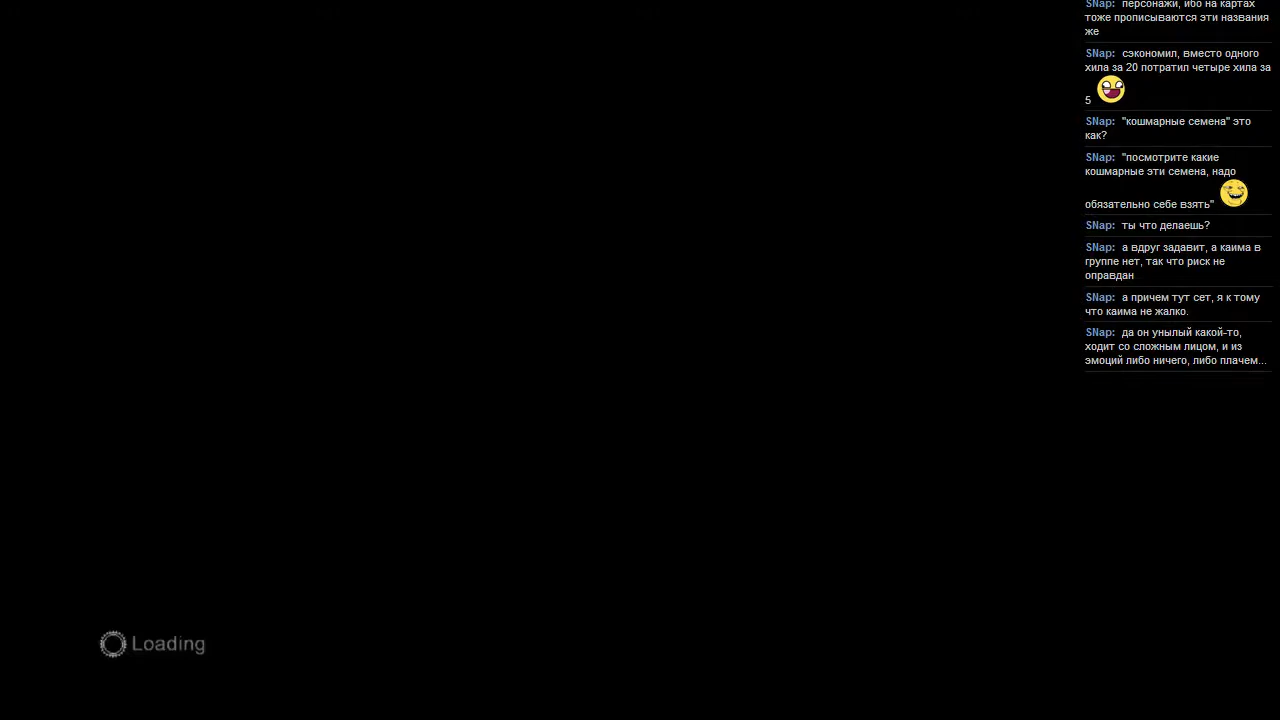 SNap: персонажи, ибо на картах
тоже прописываются эти названия
же
SNap: сэкономил, вместо одного
хила за 20 потратил четыре хила за
5
SNap: "кошмарные семена" это
как?
SNap: "посмотрите какие
кошмарные эти семена, надо
обязательно себе взять"
SNap: ты что делаешь?
SNap: а вдруг задавит, а каима в
группе нет, так что риск не
оправдан
SNap: а причем тут сет, я к тому
что каима не жалко.
SNap: да он унылый какой-то,
ходит со сложным лицом, и из
эмоций либо ничего, либо плачем...
Loading